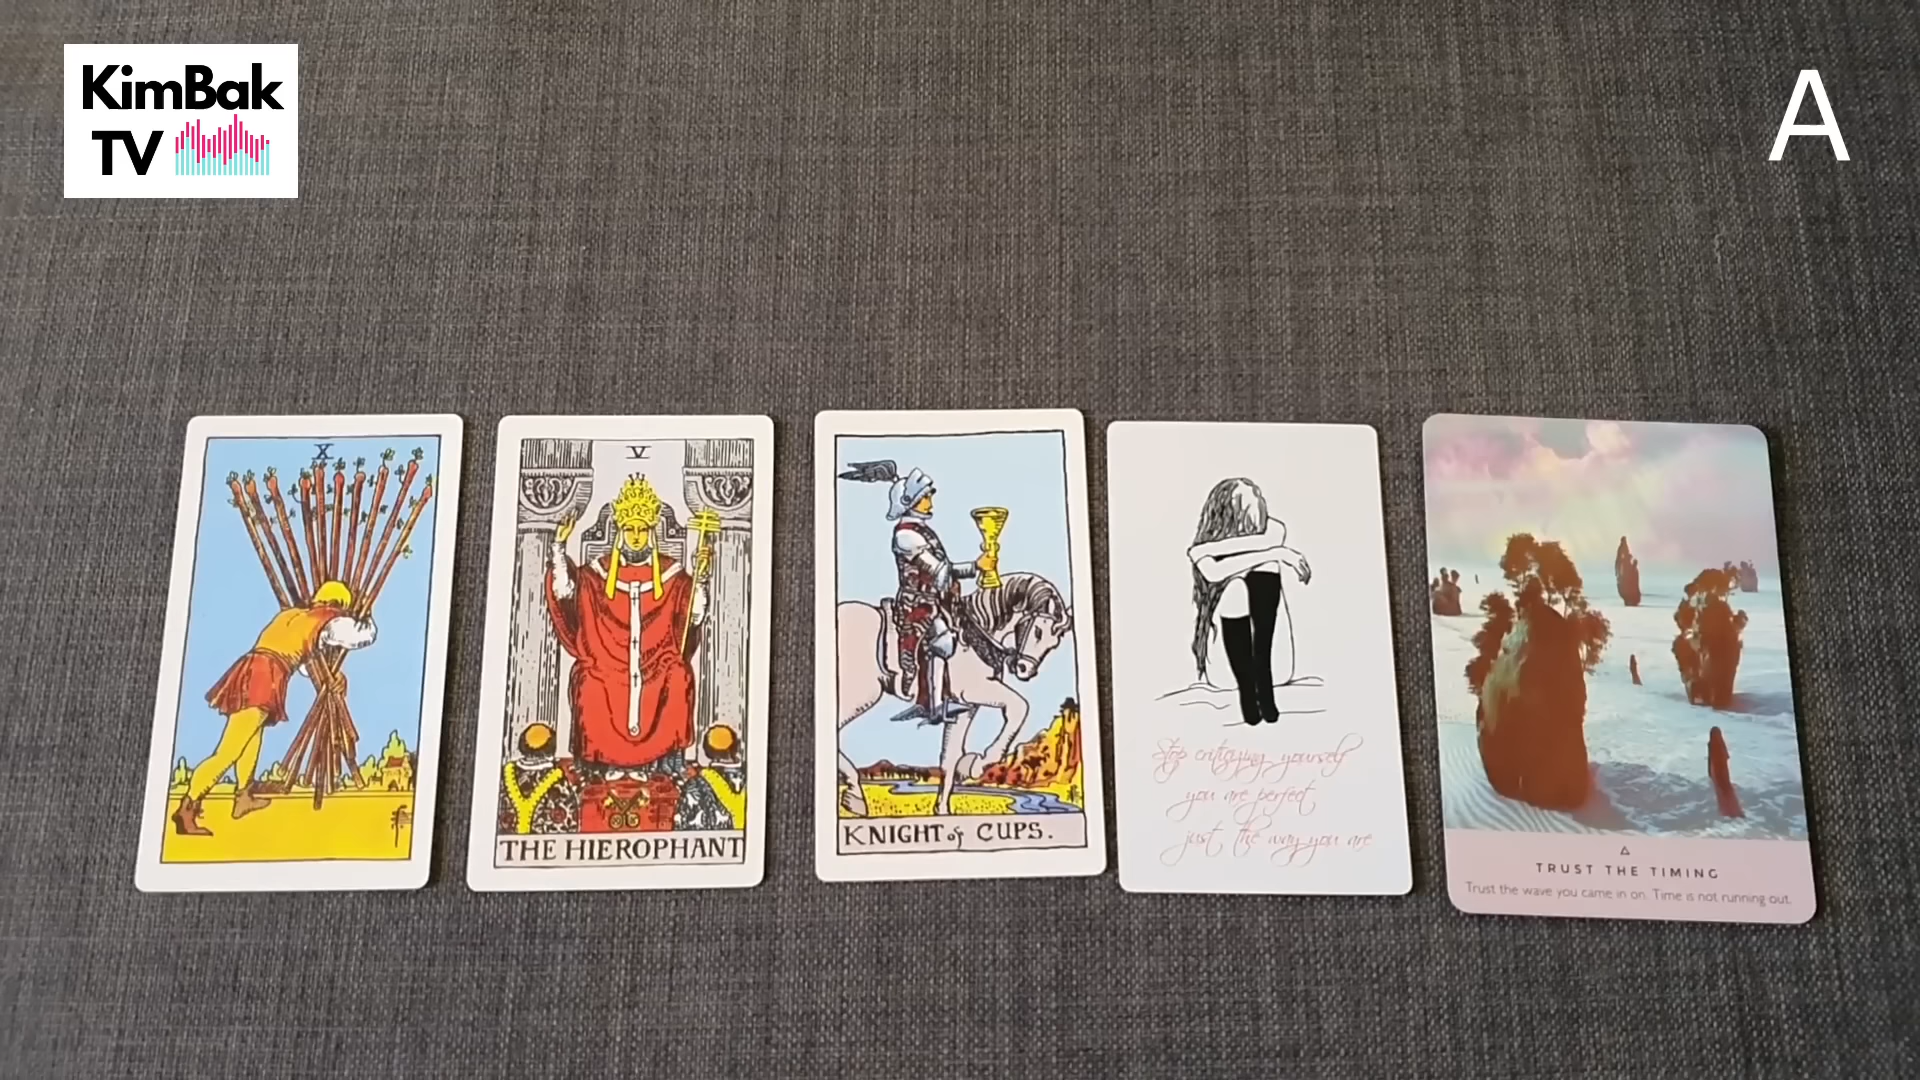 KimBak
TV
A
X
V
THE HIEROPHANT
KNIGHT of CUPS.
Stop critizing yourself
you are perfect
just the way you are
TRUST THE TIMING
Trust the wave you came in on. Time is not running out.